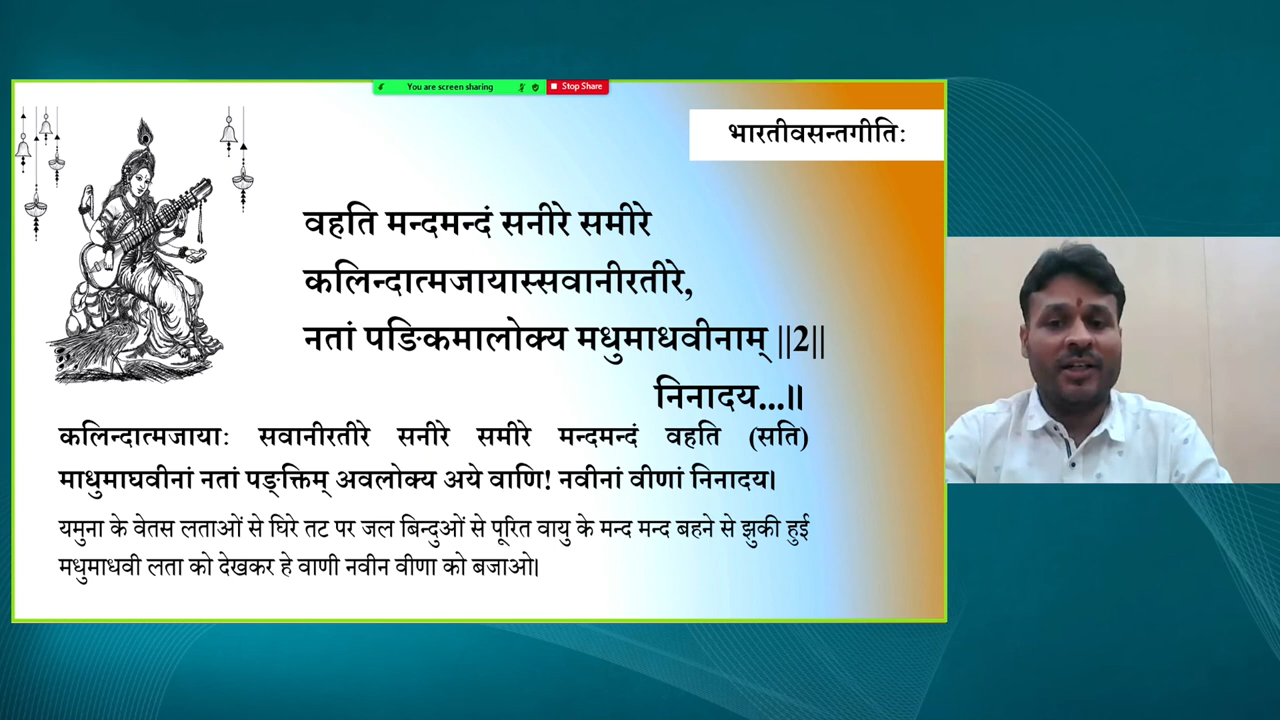 You are screen sharing
Stop Share
भारतीवसन्तगीतिः
वहति मन्दमन्दं सनीरे समीरे
कलिन्दात्मजायास्सवानीरतीरे,
नतां पङिकमालोक्य मधुमाधवीनाम् ||2||
निनादय...॥
कलिन्दात्मजायाः सवानीरतीरे सनीरे समीरे मन्दमन्दं वहति (सति)
माधुमाघवीनां नतां पङ्क्तिम् अवलोक्य अये वाणि! नवीनां वीणां निनादय।
यमुना के वेतस लताओं से घिरे तट पर जल बिन्दुओं से पूरित वायु के मन्द मन्द बहने से झुकी हुई
मधुमाधवी लता को देखकर हे वाणी नवीन वीणा को बजाओ।